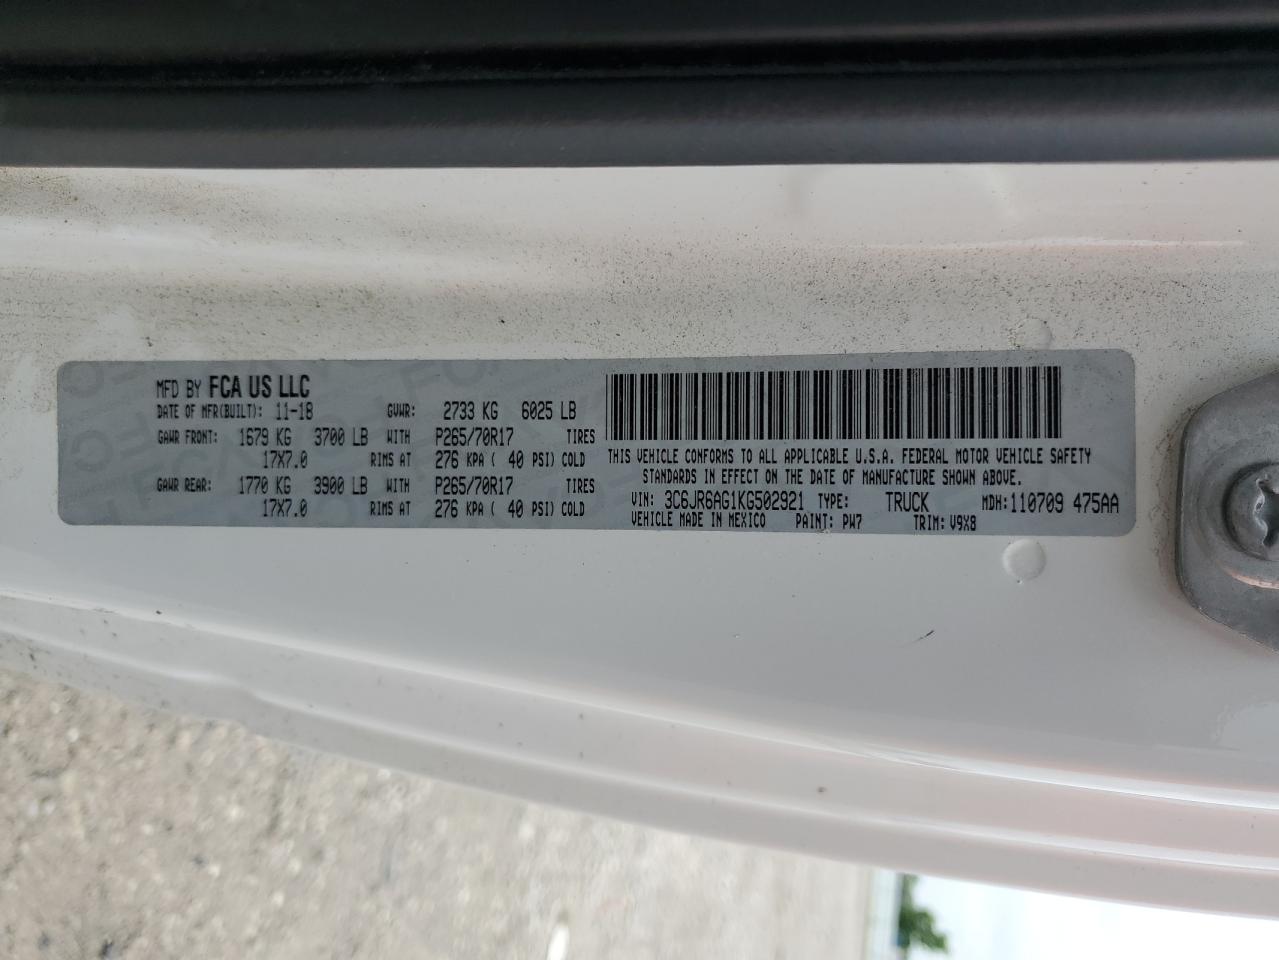 MFD BY FCA US LLC
DATE OF MFR(BUILT): 11-18 GVWR: 2733 KG 6025 LB
GAWR FRONT: 1679 KG 3700 LB WITH P265/70R17 TIRES
17X7.0 RIMS AT 276 KPA ( 40 PSI) COLD
GAWR REAR: 1770 KG 3900 LB WITH P265/70R17 TIRES
17X7.0 RIMS AT 276 KPA ( 40 PSI) COLD
THIS VEHICLE CONFORMS TO ALL APPLICABLE U.S.A. FEDERAL MOTOR VEHICLE SAFETY
STANDARDS IN EFFECT ON THE DATE OF MANUFACTURE SHOWN ABOVE.
VIN: 3C6JR6AG1KG502921 TYPE: TRUCK MDH: 110709 475AA
VEHICLE MADE IN MEXICO PAINT: PW7 TRIM: V9X8